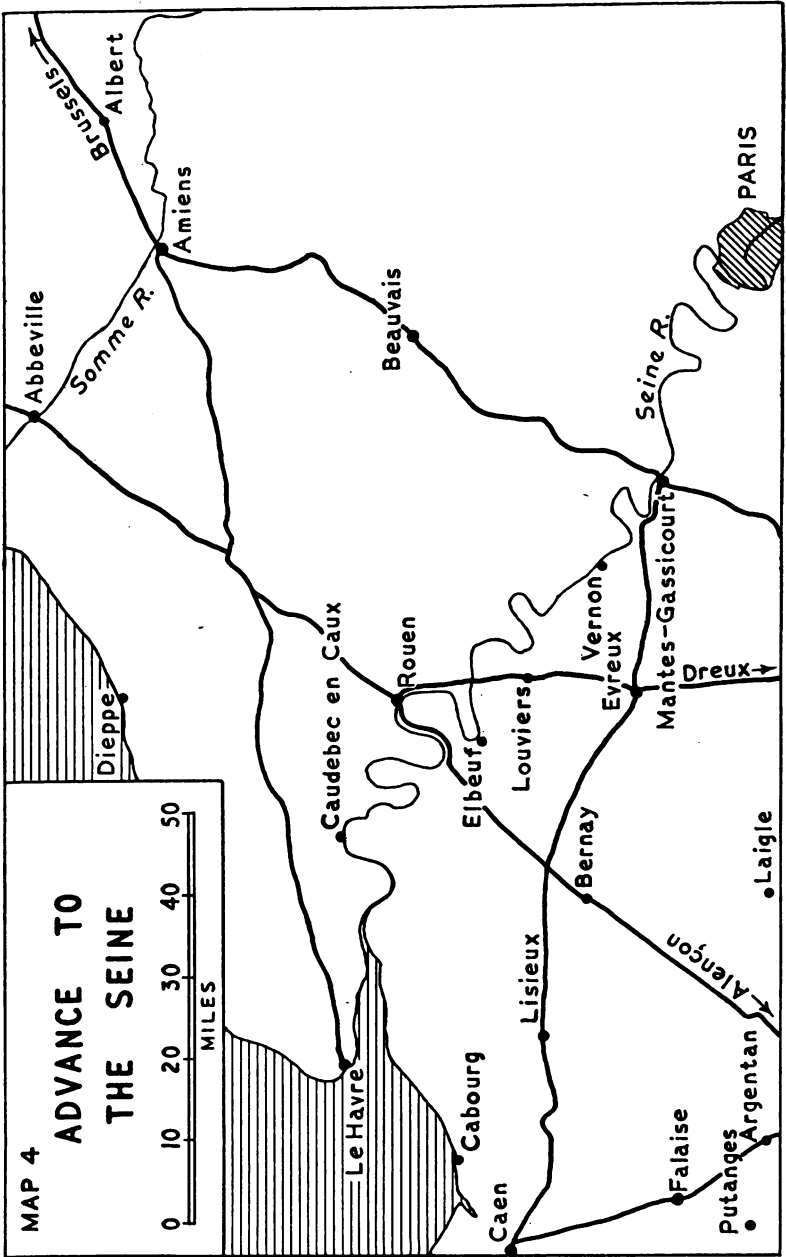 MAP 4
ADVANCE TO
THE SEINE
0 10 20 30 40 50
MILES
Dieppe
Abbeville
Somme R.
Brussels
Albert
Amiens
Beauvais
Le Havre
Caudebec en Caux
Rouen
Cabourg
Caen
Lisieux
Elbeuf
Louviers
Vernon
Evreux
Mantes-Gassicourt
Seine R.
PARIS
Bernay
Dreux
Falaise
Putanges
Argentan
Alençon
Laigle